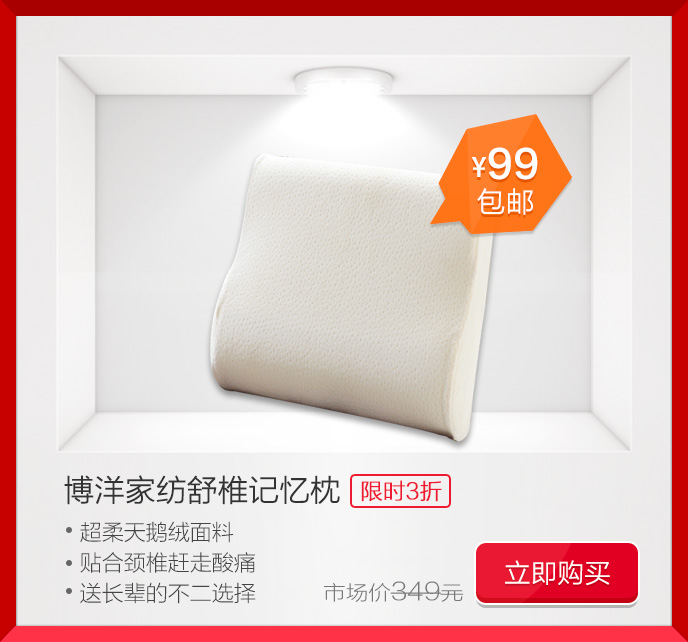 ¥99
包邮
博洋家纺舒椎记忆枕 限时3折
• 超柔天鹅绒面料
• 贴合颈椎赶走酸痛
• 送长辈的不二选择
市场价349元
立即购买